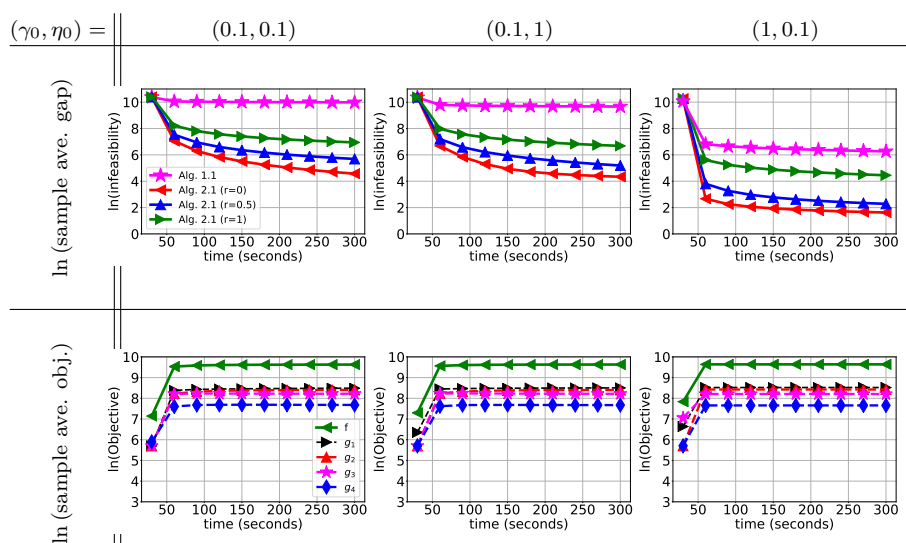 (γ₀, η₀) =
(0.1, 0.1)
(0.1, 1)
(1, 0.1)
ln (sample ave. gap)
ln(infeasibility)
10
8
6
4
2
0
Alg. 1.1
Alg. 2.1 (r=0)
Alg. 2.1 (r=0.5)
Alg. 2.1 (r=1)
50 100 150 200 250 300
time (seconds)
ln(infeasibility)
10
8
6
4
2
0
50 100 150 200 250 300
time (seconds)
ln(infeasibility)
10
8
6
4
2
0
50 100 150 200 250 300
time (seconds)
ln (sample ave. obj.)
ln(Objective)
10
9
8
7
6
5
4
3
f
g₁
g₂
g₃
g₄
50 100 150 200 250 300
time (seconds)
ln(Objective)
10
9
8
7
6
5
4
3
50 100 150 200 250 300
time (seconds)
ln(Objective)
10
9
8
7
6
5
4
3
50 100 150 200 250 300
time (seconds)